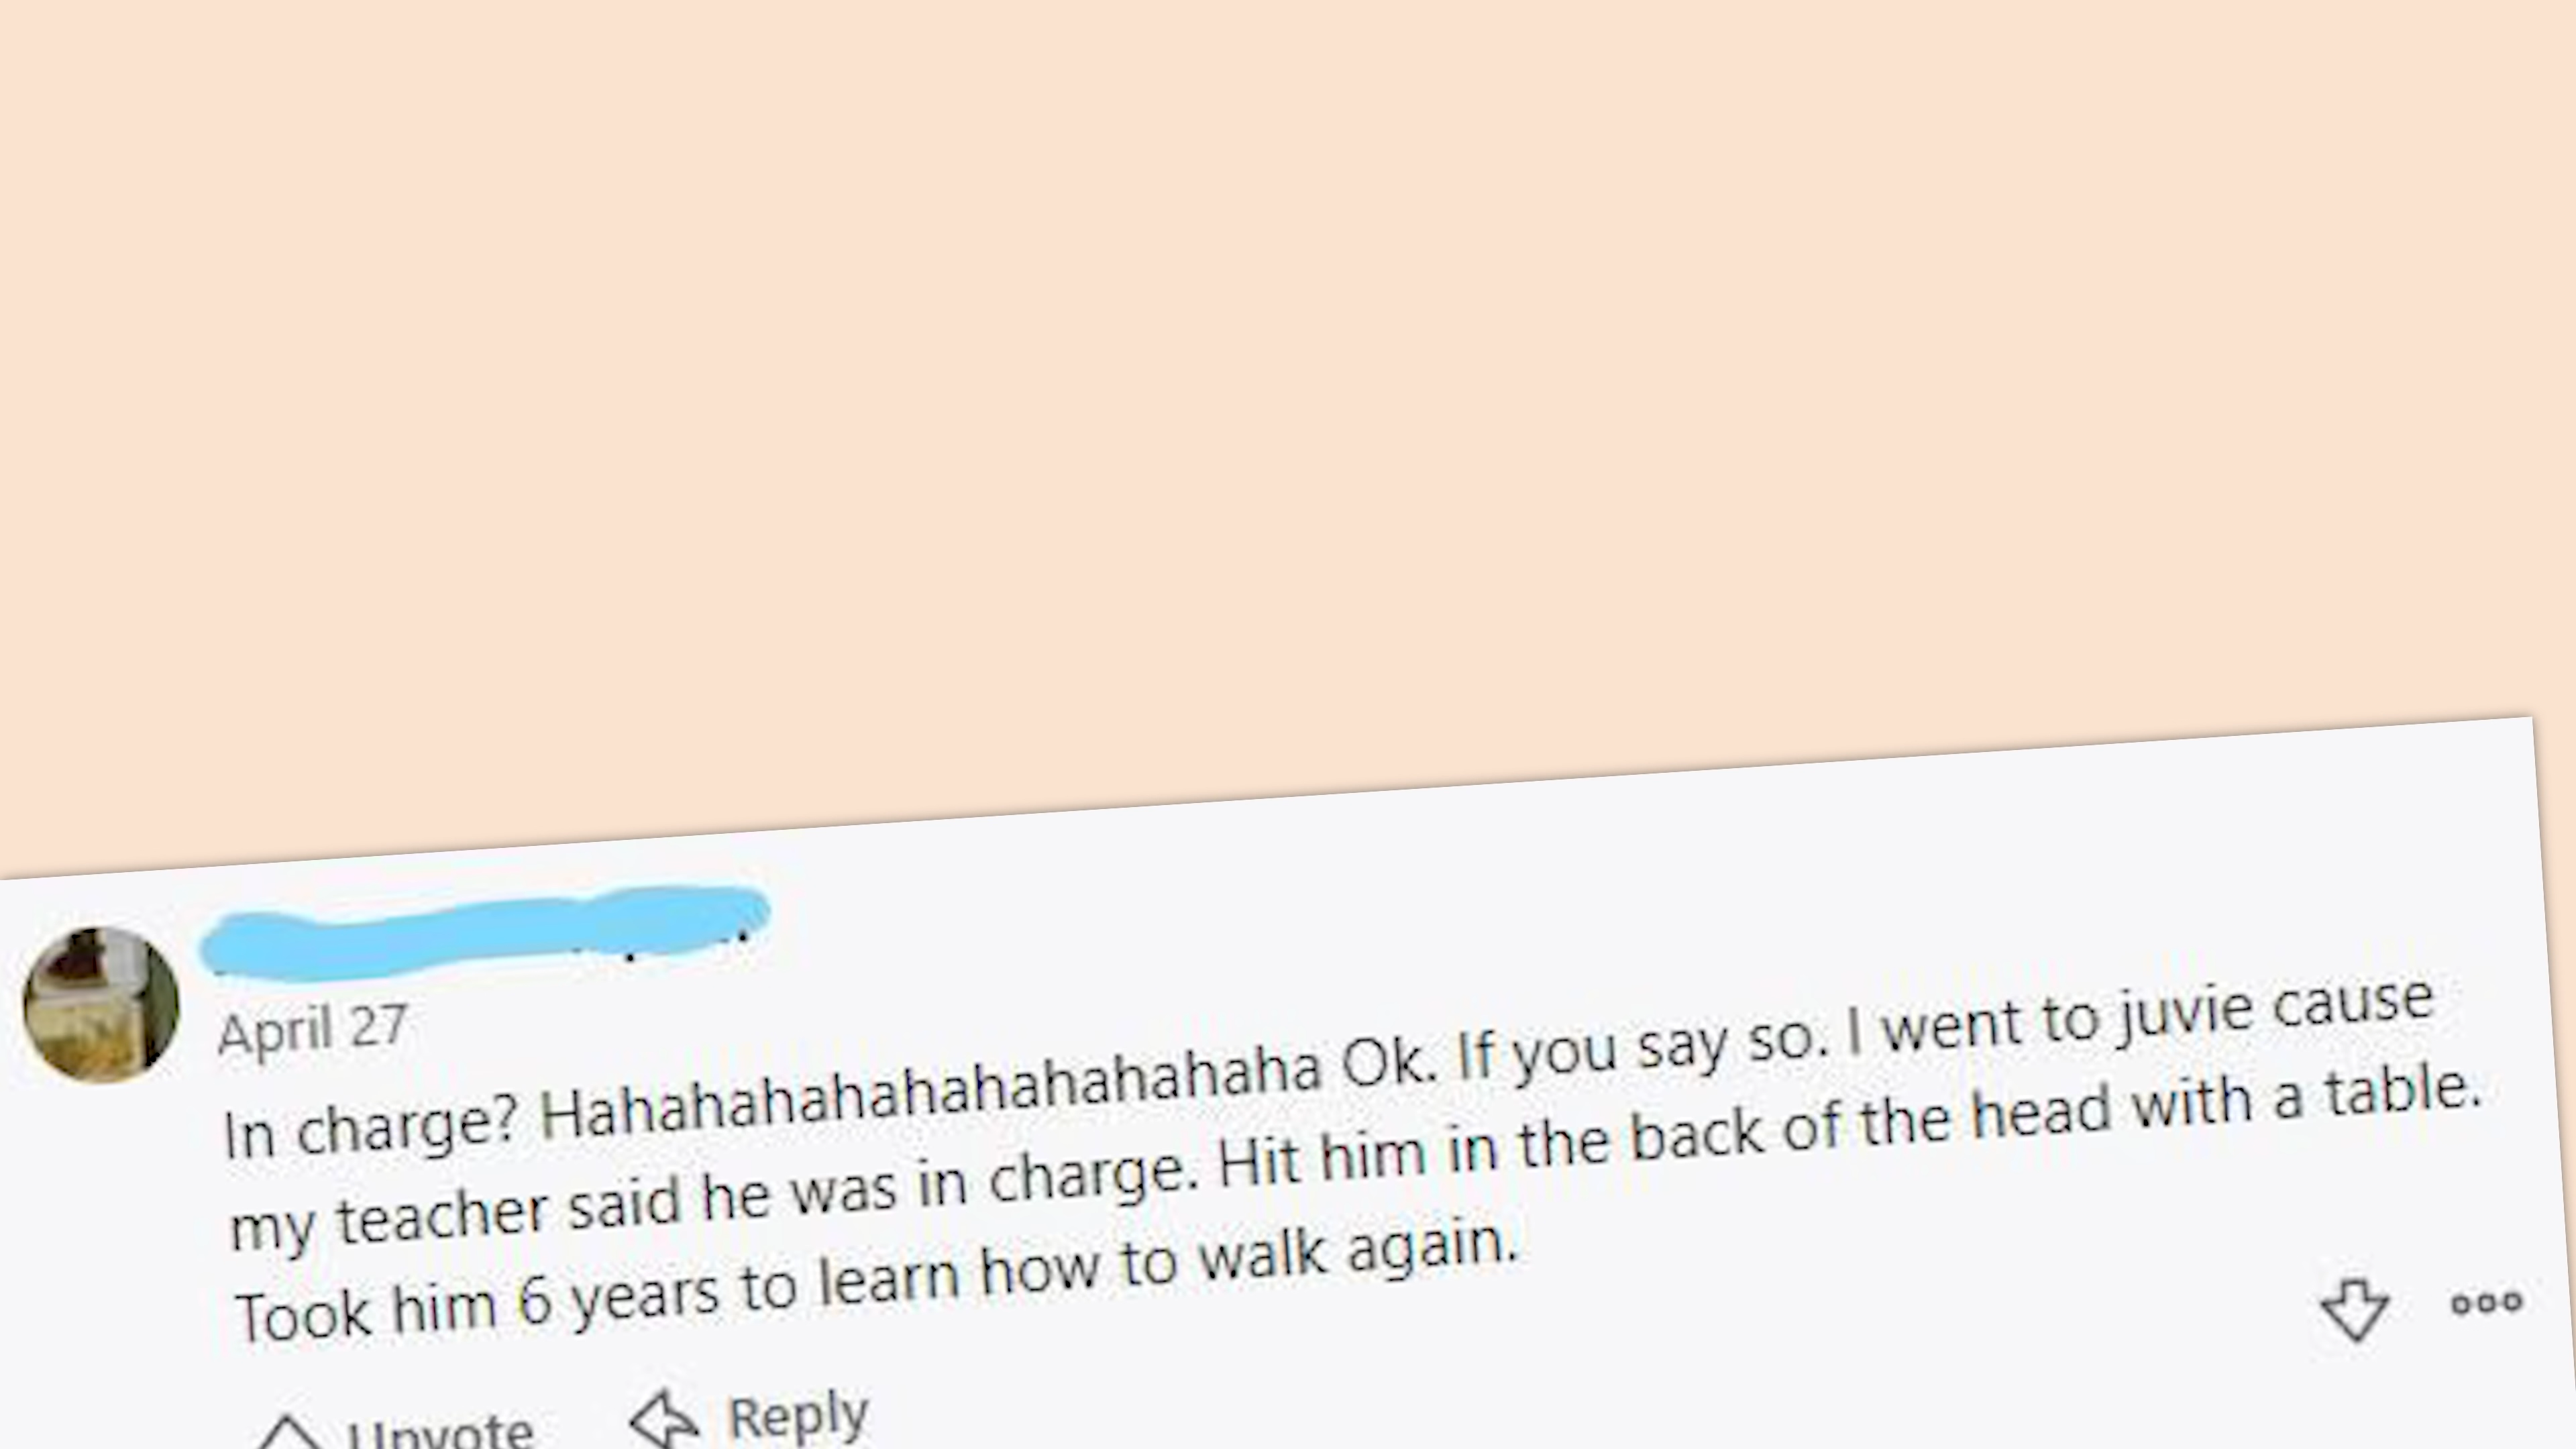 April 27
In charge? Hahahahahahahahahahaha Ok. If you say so. I went to juvie cause
my teacher said he was in charge. Hit him in the back of the head with a table.
Took him 6 years to learn how to walk again.
Upvote Reply